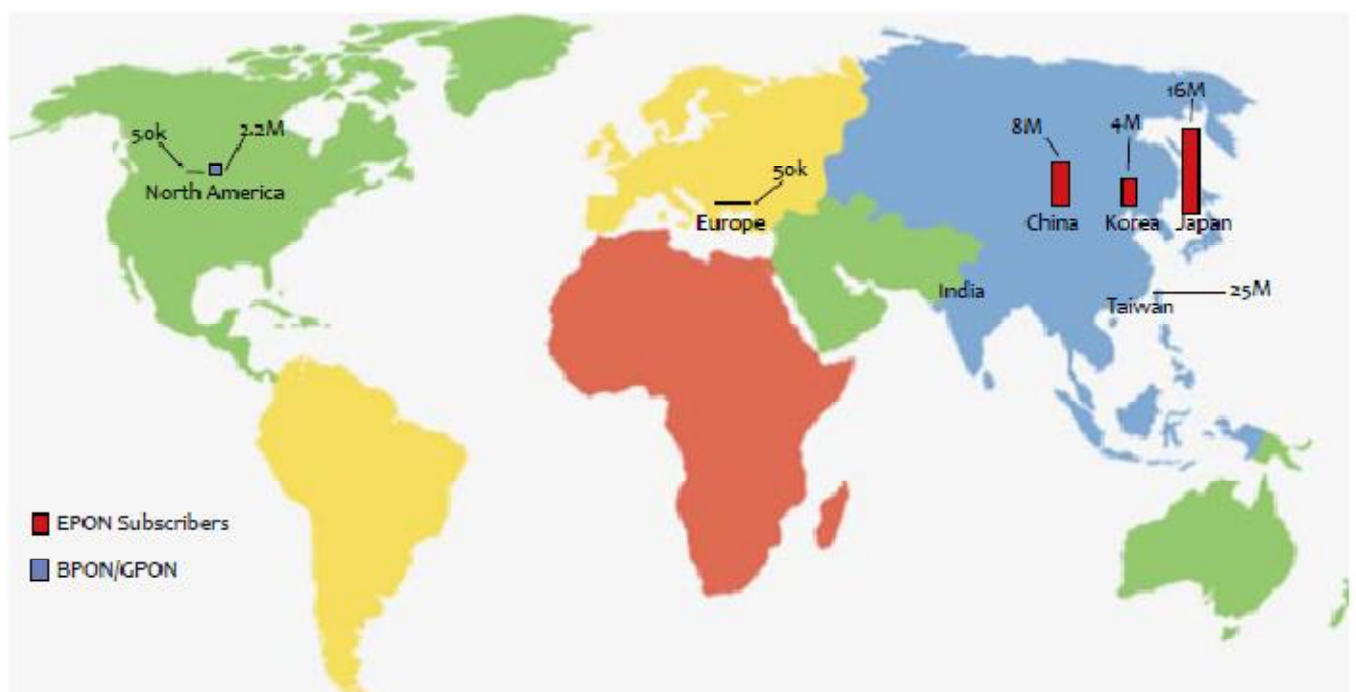 16M
8M
4M
50k
2.2M
50k
North America
Europe
China
Korea
Japan
India
Taiwan
25M
EPON Subscribers
BPON/GPON